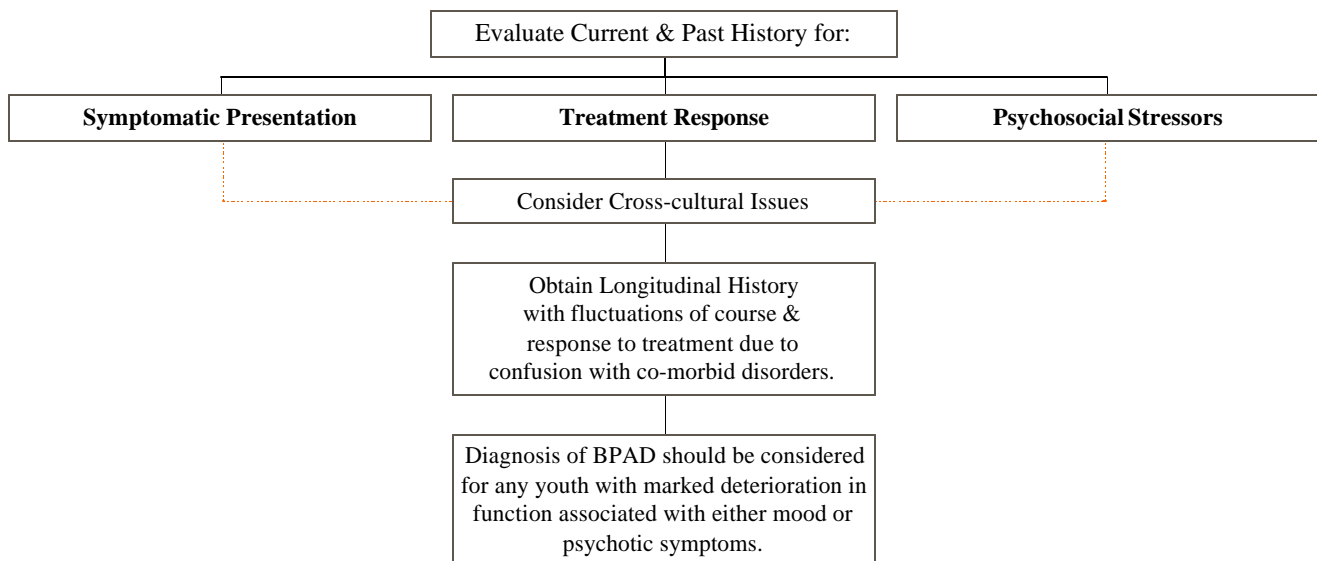 Evaluate Current & Past History for:
Symptomatic Presentation
Treatment Response
Psychosocial Stressors
Consider Cross-cultural Issues
Obtain Longitudinal History
with fluctuations of course &
response to treatment due to
confusion with co-morbid disorders.
Diagnosis of BPAD should be considered
for any youth with marked deterioration in
function associated with either mood or
psychotic symptoms.